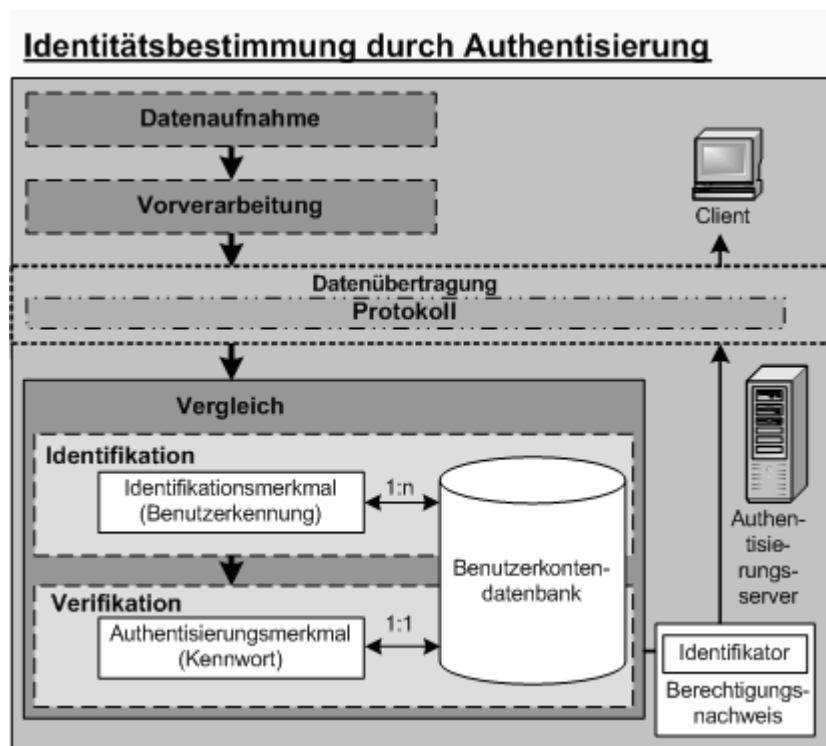 Identitätsbestimmung durch Authentisierung
Datenaufnahme
Vorverarbeitung
Client
Datenübertragung
Protokoll
Vergleich
Identifikation
Identifikationsmerkmal
(Benutzerkennung)
1:n
Benutzerkonten-
datenbank
Authen-
tisie-
rungs-
server
Verifikation
Authentisierungsmerkmal
(Kennwort)
1:1
Identifikator
Berechtigungs-
nachweis